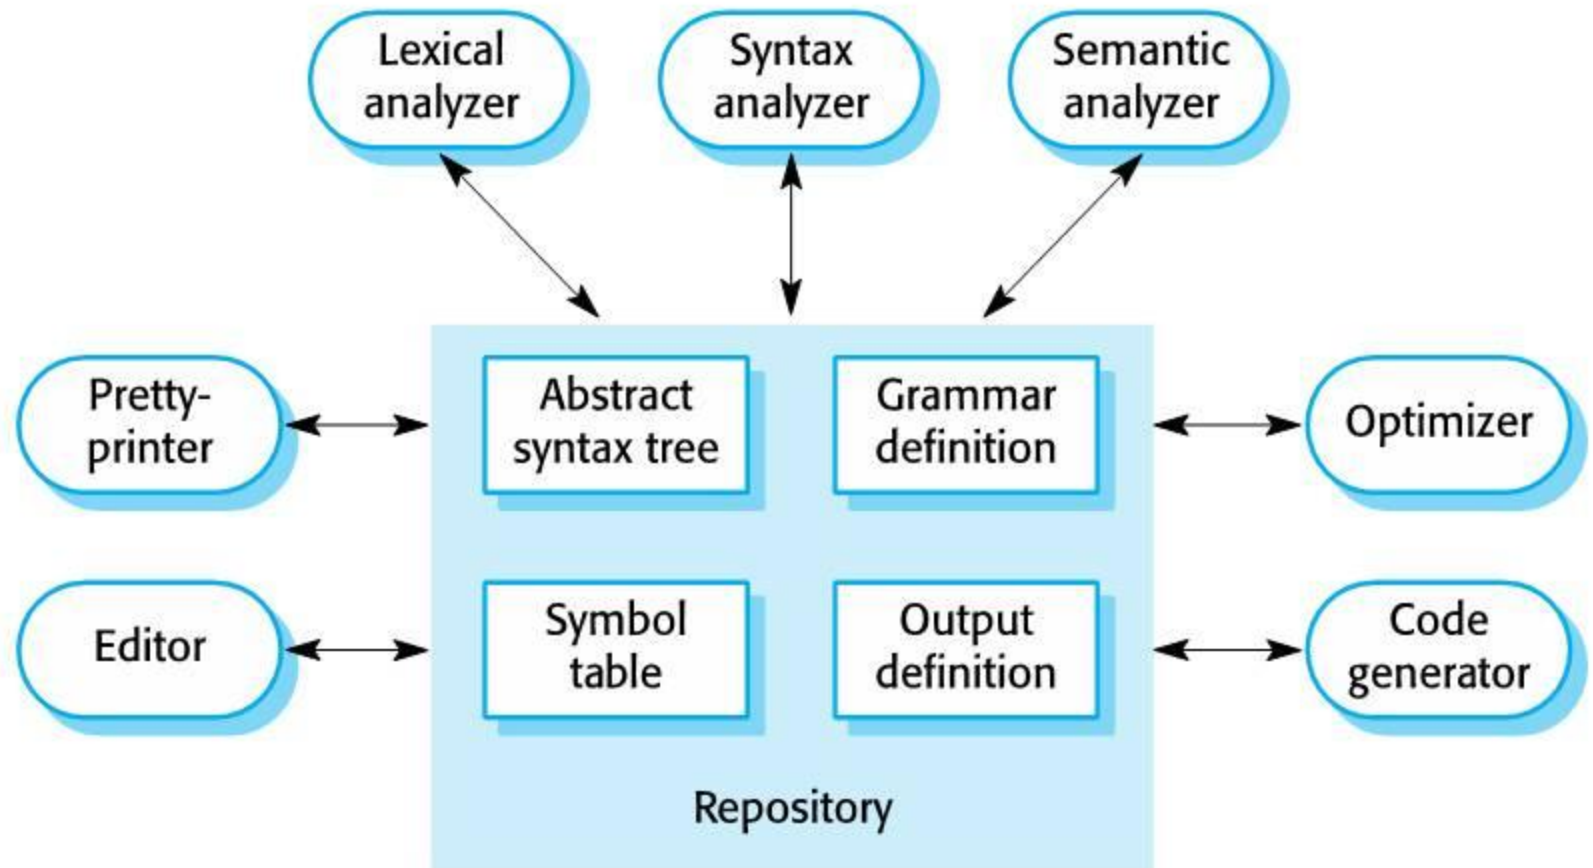 Lexical
analyzer
Syntax
analyzer
Semantic
analyzer
Pretty-
printer
Abstract
syntax tree
Grammar
definition
Optimizer
Editor
Symbol
table
Output
definition
Code
generator
Repository